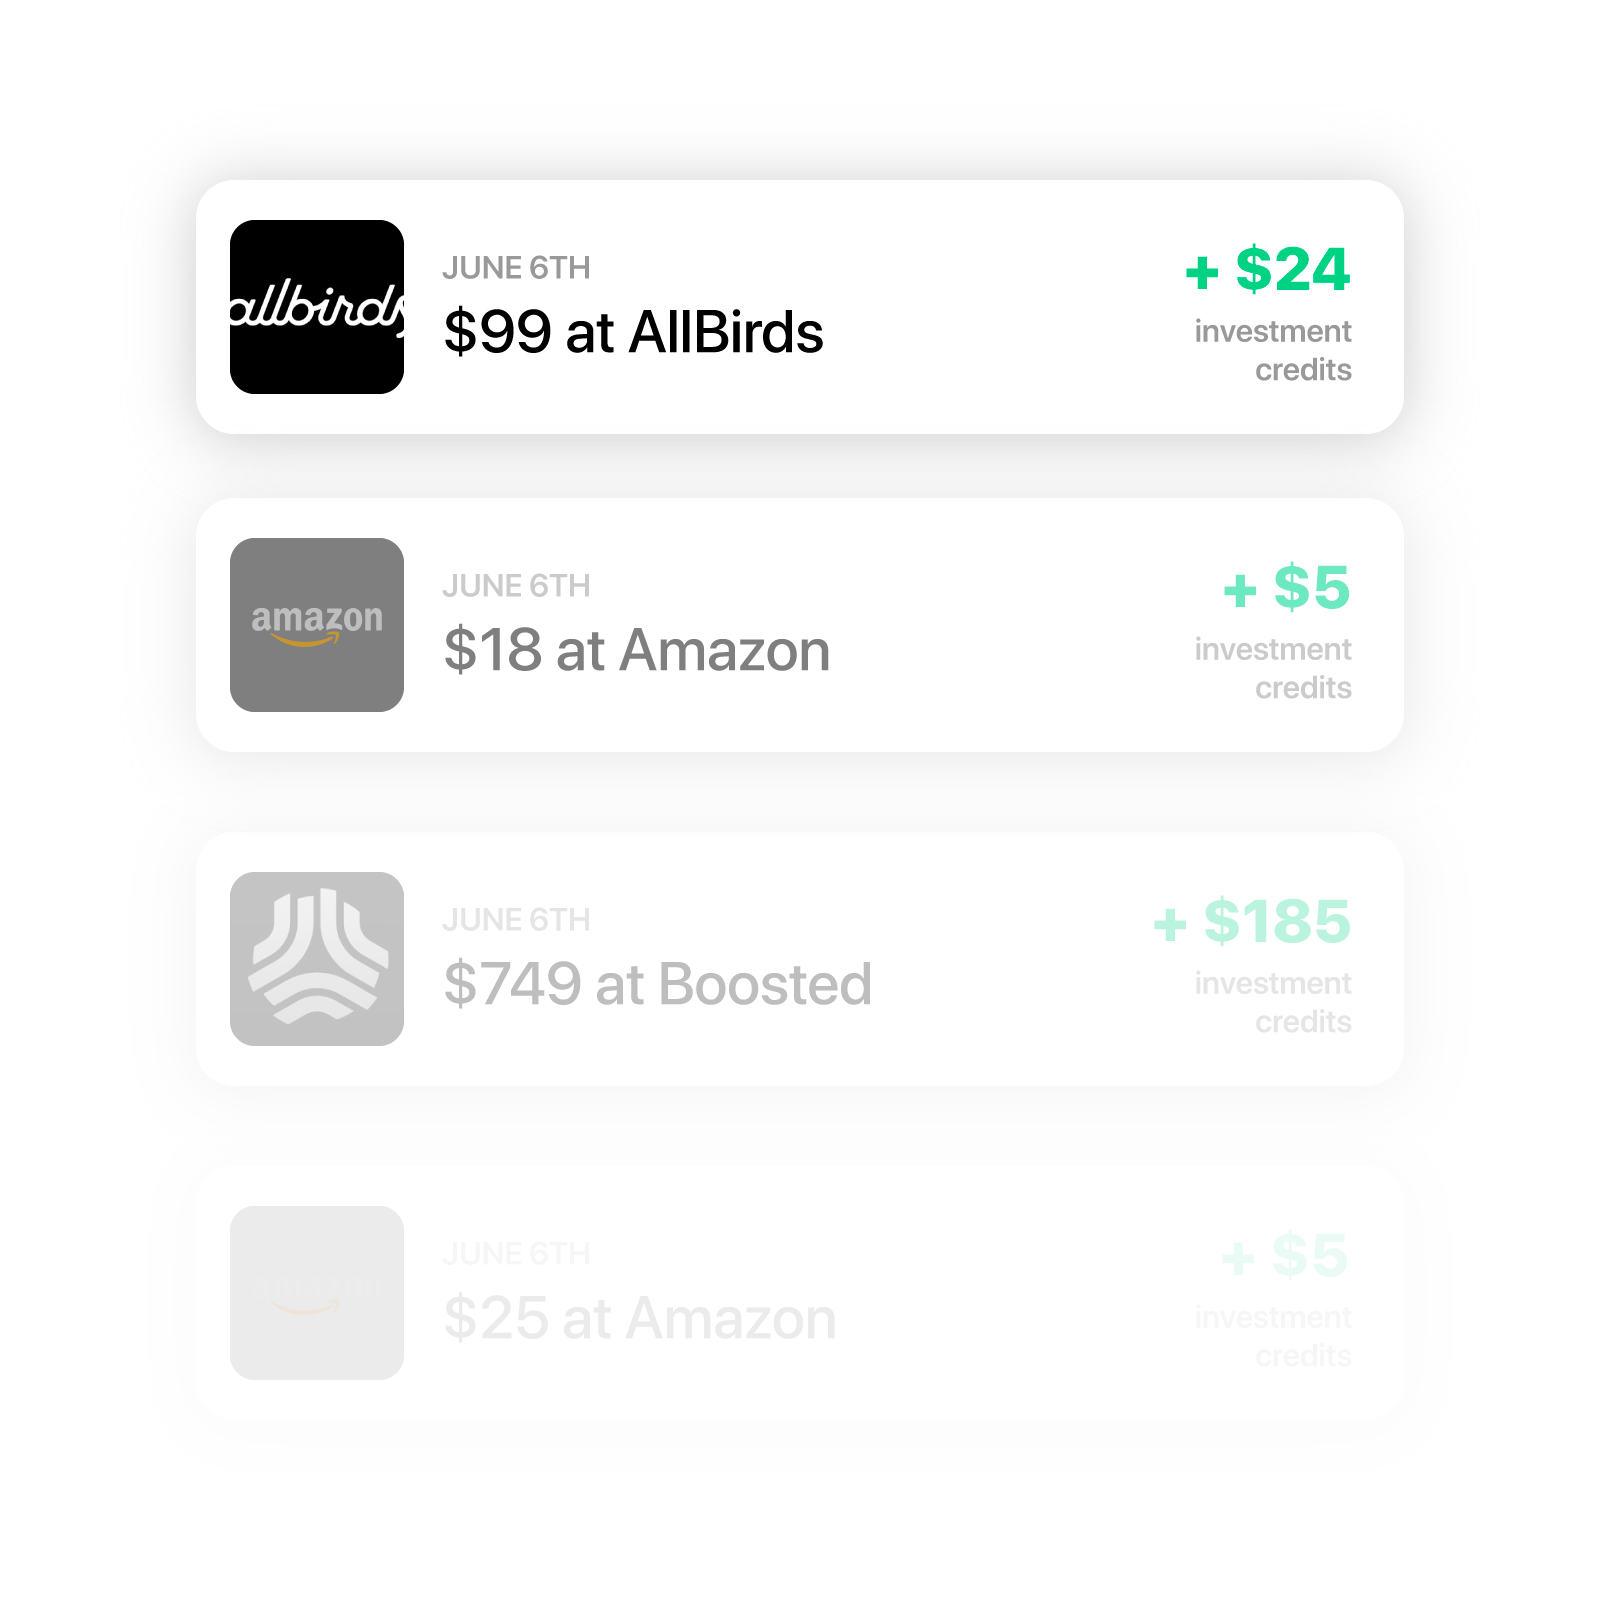 allbirds
JUNE 6TH
$99 at AllBirds
+ $24
investment
credits
amazon
JUNE 6TH
$18 at Amazon
+ $5
investment
credits
JUNE 6TH
$749 at Boosted
+ $185
investment
credits
amazon
JUNE 6TH
$25 at Amazon
+ $5
investment
credits